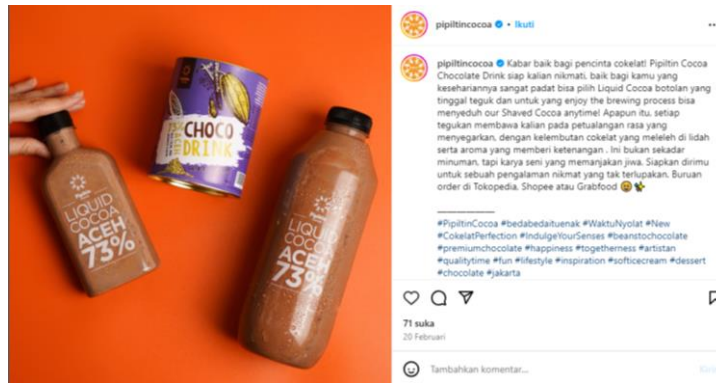 pipiltincocoa • Ikuti
pipiltincocoa Kabar baik bagi pencinta cokelat! Pipiltin Cocoa
Chocolate Drink siap kalian nikmati, baik bagi kamu yang
kesehariannya sangat padat bisa pilih Liquid Cocoa botolan yang
tinggal teguk dan untuk yang enjoy the brewing process bisa
menyeduh our Shaved Cocoa anytime! Apapun itu, setiap
tegukan membawa kalian pada petualangan rasa yang
menyegarkan, dengan kelembutan cokelat yang meleleh di lidah
serta aroma yang memberi ketenangan . Ini bukan sekadar
minuman, tapi karya seni yang memanjakan jiwa. Siapkan dirimu
untuk sebuah pengalaman nikmat yang tak terlupakan. Buruan
order di Tokopedia, Shopee atau Grabfood
#PipiltinCocoa #bedabedaituenak #WaktuNyolat #New
#CokelatPerfection #IndulgeYourSenses #beanstochocolate
#premiumchocolate #happiness #togetherness #artistan
#qualitytime #fun #lifestyle #inspiration #softicecream #dessert
#chocolate #jakarta
71 suka
20 Februari
Tambahkan komentar...
CHOCO
DRINK
LIQUID
COCOA
ACEH
73%
LIQUID
COCOA
ACEH
73%